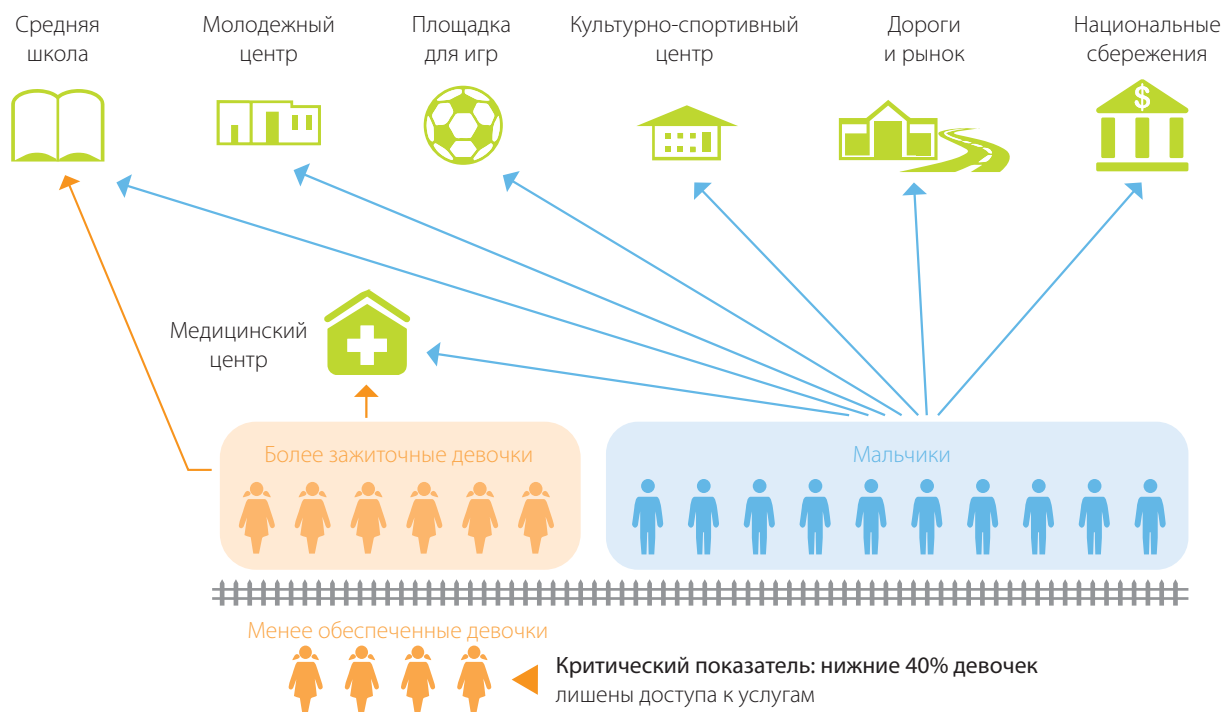 Средняя
школа
Молодежный
центр
Площадка
для игр
Культурно-спортивный
центр
Дороги
и рынок
Национальные
сбережения
$
Медицинский
центр
Более зажиточные девочки
Мальчики
Менее обеспеченные девочки
Критический показатель: нижние 40% девочек
лишены доступа к услугам